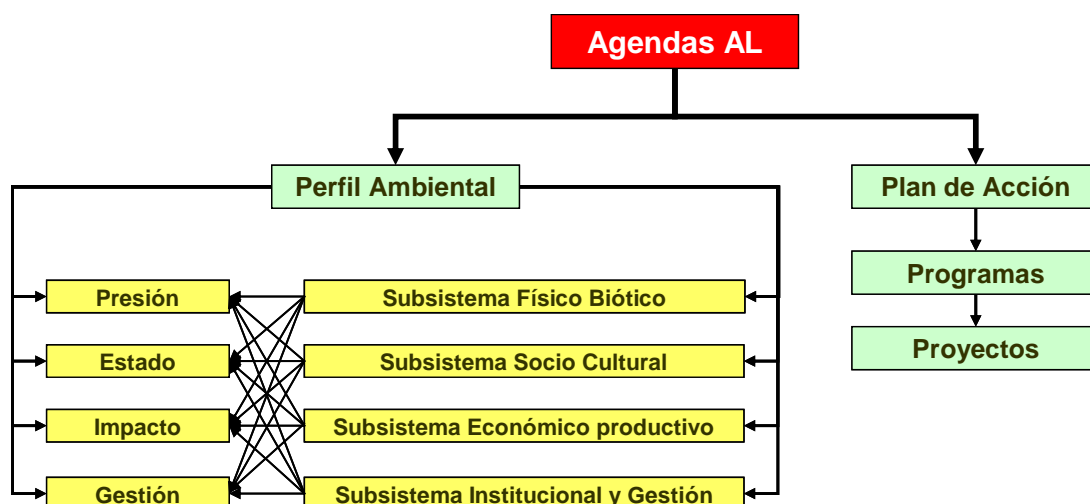 Agendas AL
Perfil Ambiental
Plan de Acción
Programas
Proyectos
Presión
Subsistema Físico Biótico
Estado
Subsistema Socio Cultural
Impacto
Subsistema Económico productivo
Gestión
Subsistema Institucional y Gestión